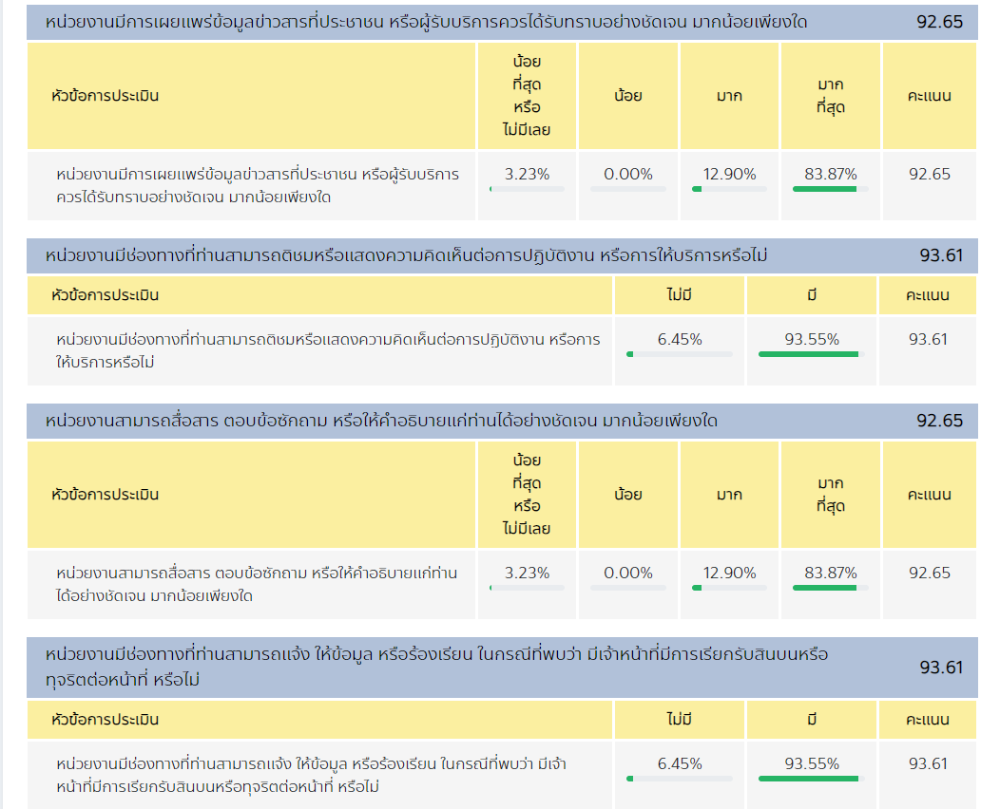 หน่วยงานมีการเผยแพร่ข้อมูลข่าวสารที่ประชาชน หรือผู้รับบริการควรได้รับทราบอย่างชัดเจน มากน้อยเพียงใด 92.65
หัวข้อการประเมิน น้อยที่สุดหรือไม่มีเลย น้อย มาก มากที่สุด คะแนน
หน่วยงานมีการเผยแพร่ข้อมูลข่าวสารที่ประชาชน หรือผู้รับบริการ 3.23% 0.00% 12.90% 83.87% 92.65
ควรได้รับทราบอย่างชัดเจน มากน้อยเพียงใด
หน่วยงานมีช่องทางที่ท่านสามารถติชมหรือแสดงความคิดเห็นต่อการปฏิบัติงาน หรือการให้บริการหรือไม่ 93.61
หัวข้อการประเมิน ไม่มี มี คะแนน
หน่วยงานมีช่องทางที่ท่านสามารถติชมหรือแสดงความคิดเห็นต่อการปฏิบัติงาน หรือการ 6.45% 93.55% 93.61
ให้บริการหรือไม่
หน่วยงานสามารถสื่อสาร ตอบข้อซักถาม หรือให้คำอธิบายแก่ท่านได้อย่างชัดเจน มากน้อยเพียงใด 92.65
หัวข้อการประเมิน น้อยที่สุดหรือไม่มีเลย น้อย มาก มากที่สุด คะแนน
หน่วยงานสามารถสื่อสาร ตอบข้อซักถาม หรือให้คำอธิบายแก่ท่าน 3.23% 0.00% 12.90% 83.87% 92.65
ได้อย่างชัดเจน มากน้อยเพียงใด
หน่วยงานมีช่องทางที่ท่านสามารถแจ้ง ให้ข้อมูล หรือร้องเรียน ในกรณีที่พบว่า มีเจ้าหน้าที่มีการเรียกรับสินบนหรือ 93.61
ทุจริตต่อหน้าที่ หรือไม่
หัวข้อการประเมิน ไม่มี มี คะแนน
หน่วยงานมีช่องทางที่ท่านสามารถแจ้ง ให้ข้อมูล หรือร้องเรียน ในกรณีที่พบว่า มีเจ้า 6.45% 93.55% 93.61
หน้าที่มีการเรียกรับสินบนหรือทุจริตต่อหน้าที่ หรือไม่